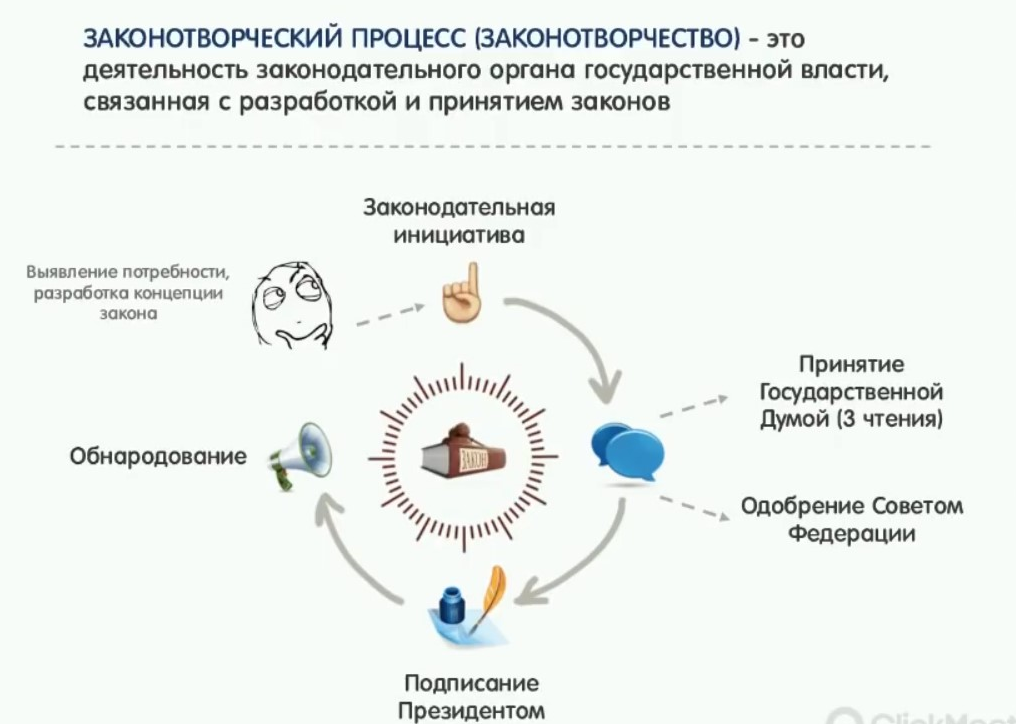 ЗАКОНОТВОРЧЕСКИЙ ПРОЦЕСС (ЗАКОНОТВОРЧЕСТВО) - это
деятельность законодательного органа государственной власти,
связанная с разработкой и принятием законов
Законодательная
инициатива
Выявление потребности,
разработка концепции
закона
Принятие
Государственной
Думой (3 чтения)
Обнародование
ЗАКОН
Одобрение Советом
Федерации
Подписание
Президентом